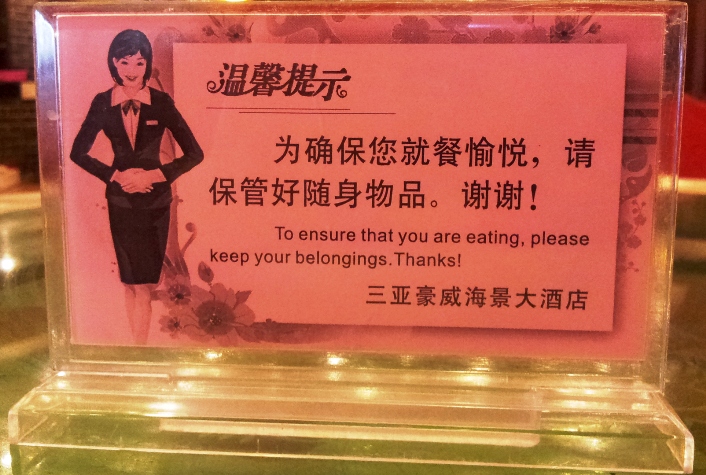 温馨提示
为确保您就餐愉悦，请
保管好随身物品。谢谢！
To ensure that you are eating, please
keep your belongings.Thanks!
三亚豪威海景大酒店